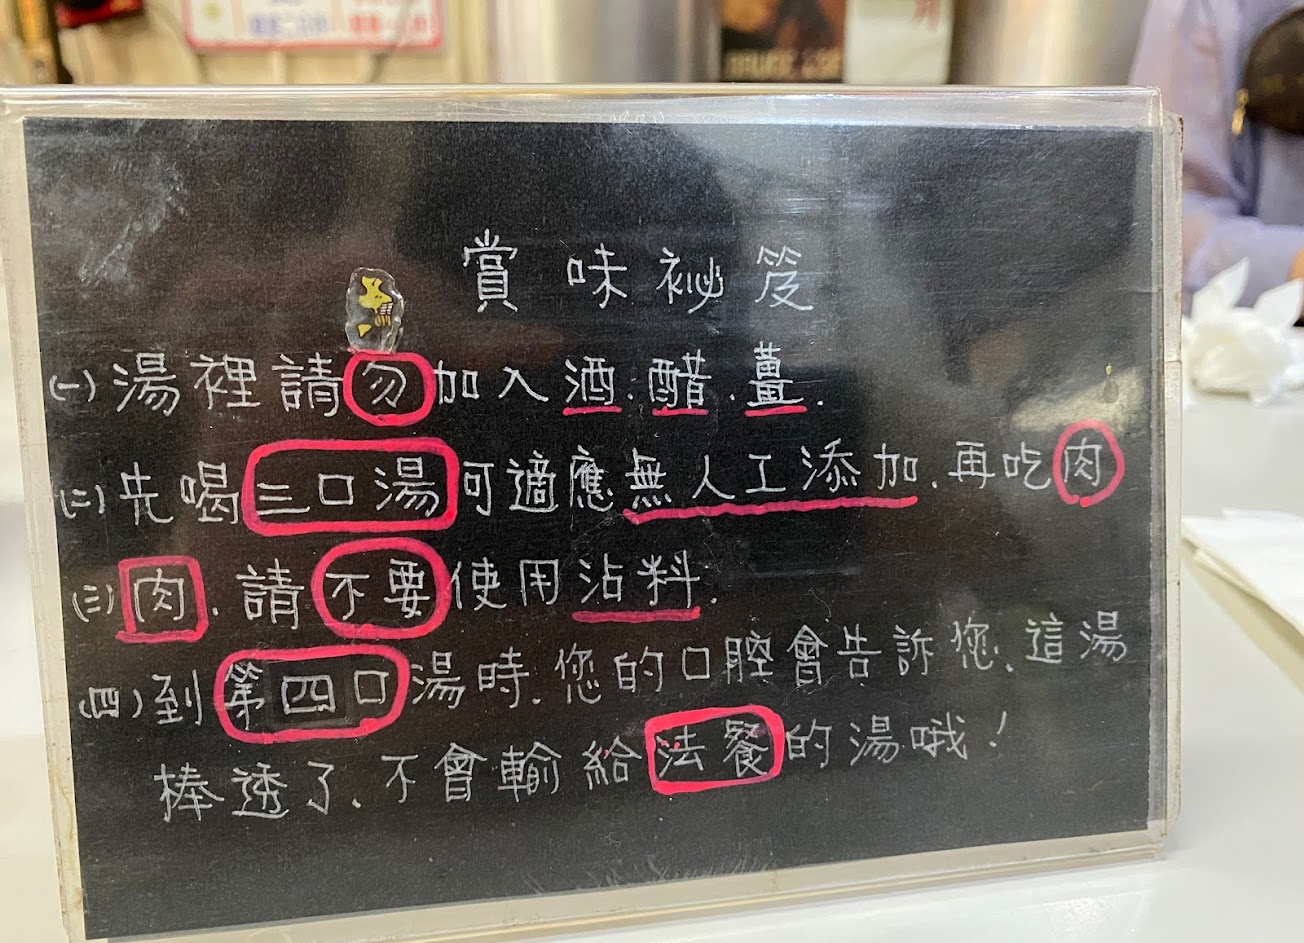 賞味祕笈
(一)湯裡請勿加入酒.醋.薑.
(二)先喝三口湯可適應無人工添加.再吃肉
(三)肉.請不要使用沾料.
(四)到第四口湯時.您的口腔會告訴您.這湯
棒透了.不會輸給法餐的湯哦!